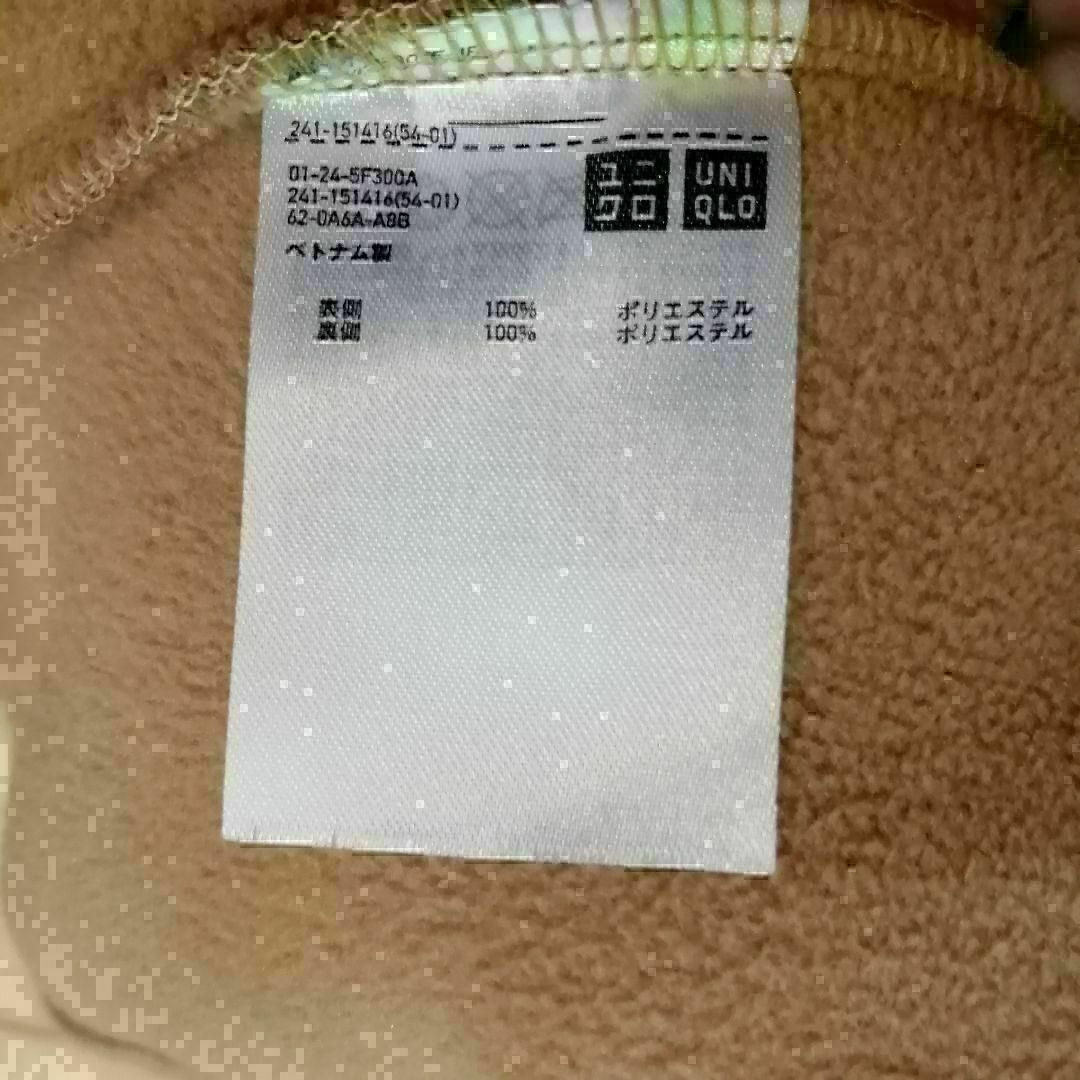 241-151416(54-01)
01-24-5F300A
241-151416(54-01)
62-0A6A-A8B
ベトナム製
ユニ
クロ
UNI
QLO
表側 100% ポリエステル
裏側 100% ポリエステル